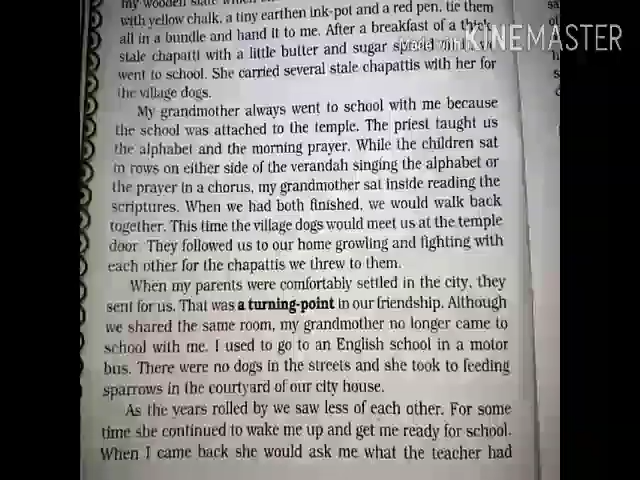 my wooden slate which
with yellow chalk, a tiny earthen ink-pot and a red pen, tie them
all in a bundle and hand it to me. After a breakfast of a thick,
stale chapatti with a little butter and sugar spread on it, we
went to school. She carried several stale chapattis with her for
the village dogs.
My grandmother always went to school with me because
the school was attached to the temple. The priest taught us
the alphabet and the morning prayer. While the children sat
in rows on either side of the verandah singing the alphabet or
the prayer in a chorus, my grandmother sat inside reading the
scriptures. When we had both finished, we would walk back
together. This time the village dogs would meet us at the temple
door. They followed us to our home growling and fighting with
each other for the chapattis we threw to them.
When my parents were comfortably settled in the city, they
sent for us. That was a turning-point in our friendship. Although
we shared the same room, my grandmother no longer came to
school with me. I used to go to an English school in a motor
bus. There were no dogs in the streets and she took to feeding
sparrows in the courtyard of our city house.
As the years rolled by we saw less of each other. For some
time she continued to wake me up and get me ready for school.
When I came back she would ask me what the teacher had
Made with KINEMASTER